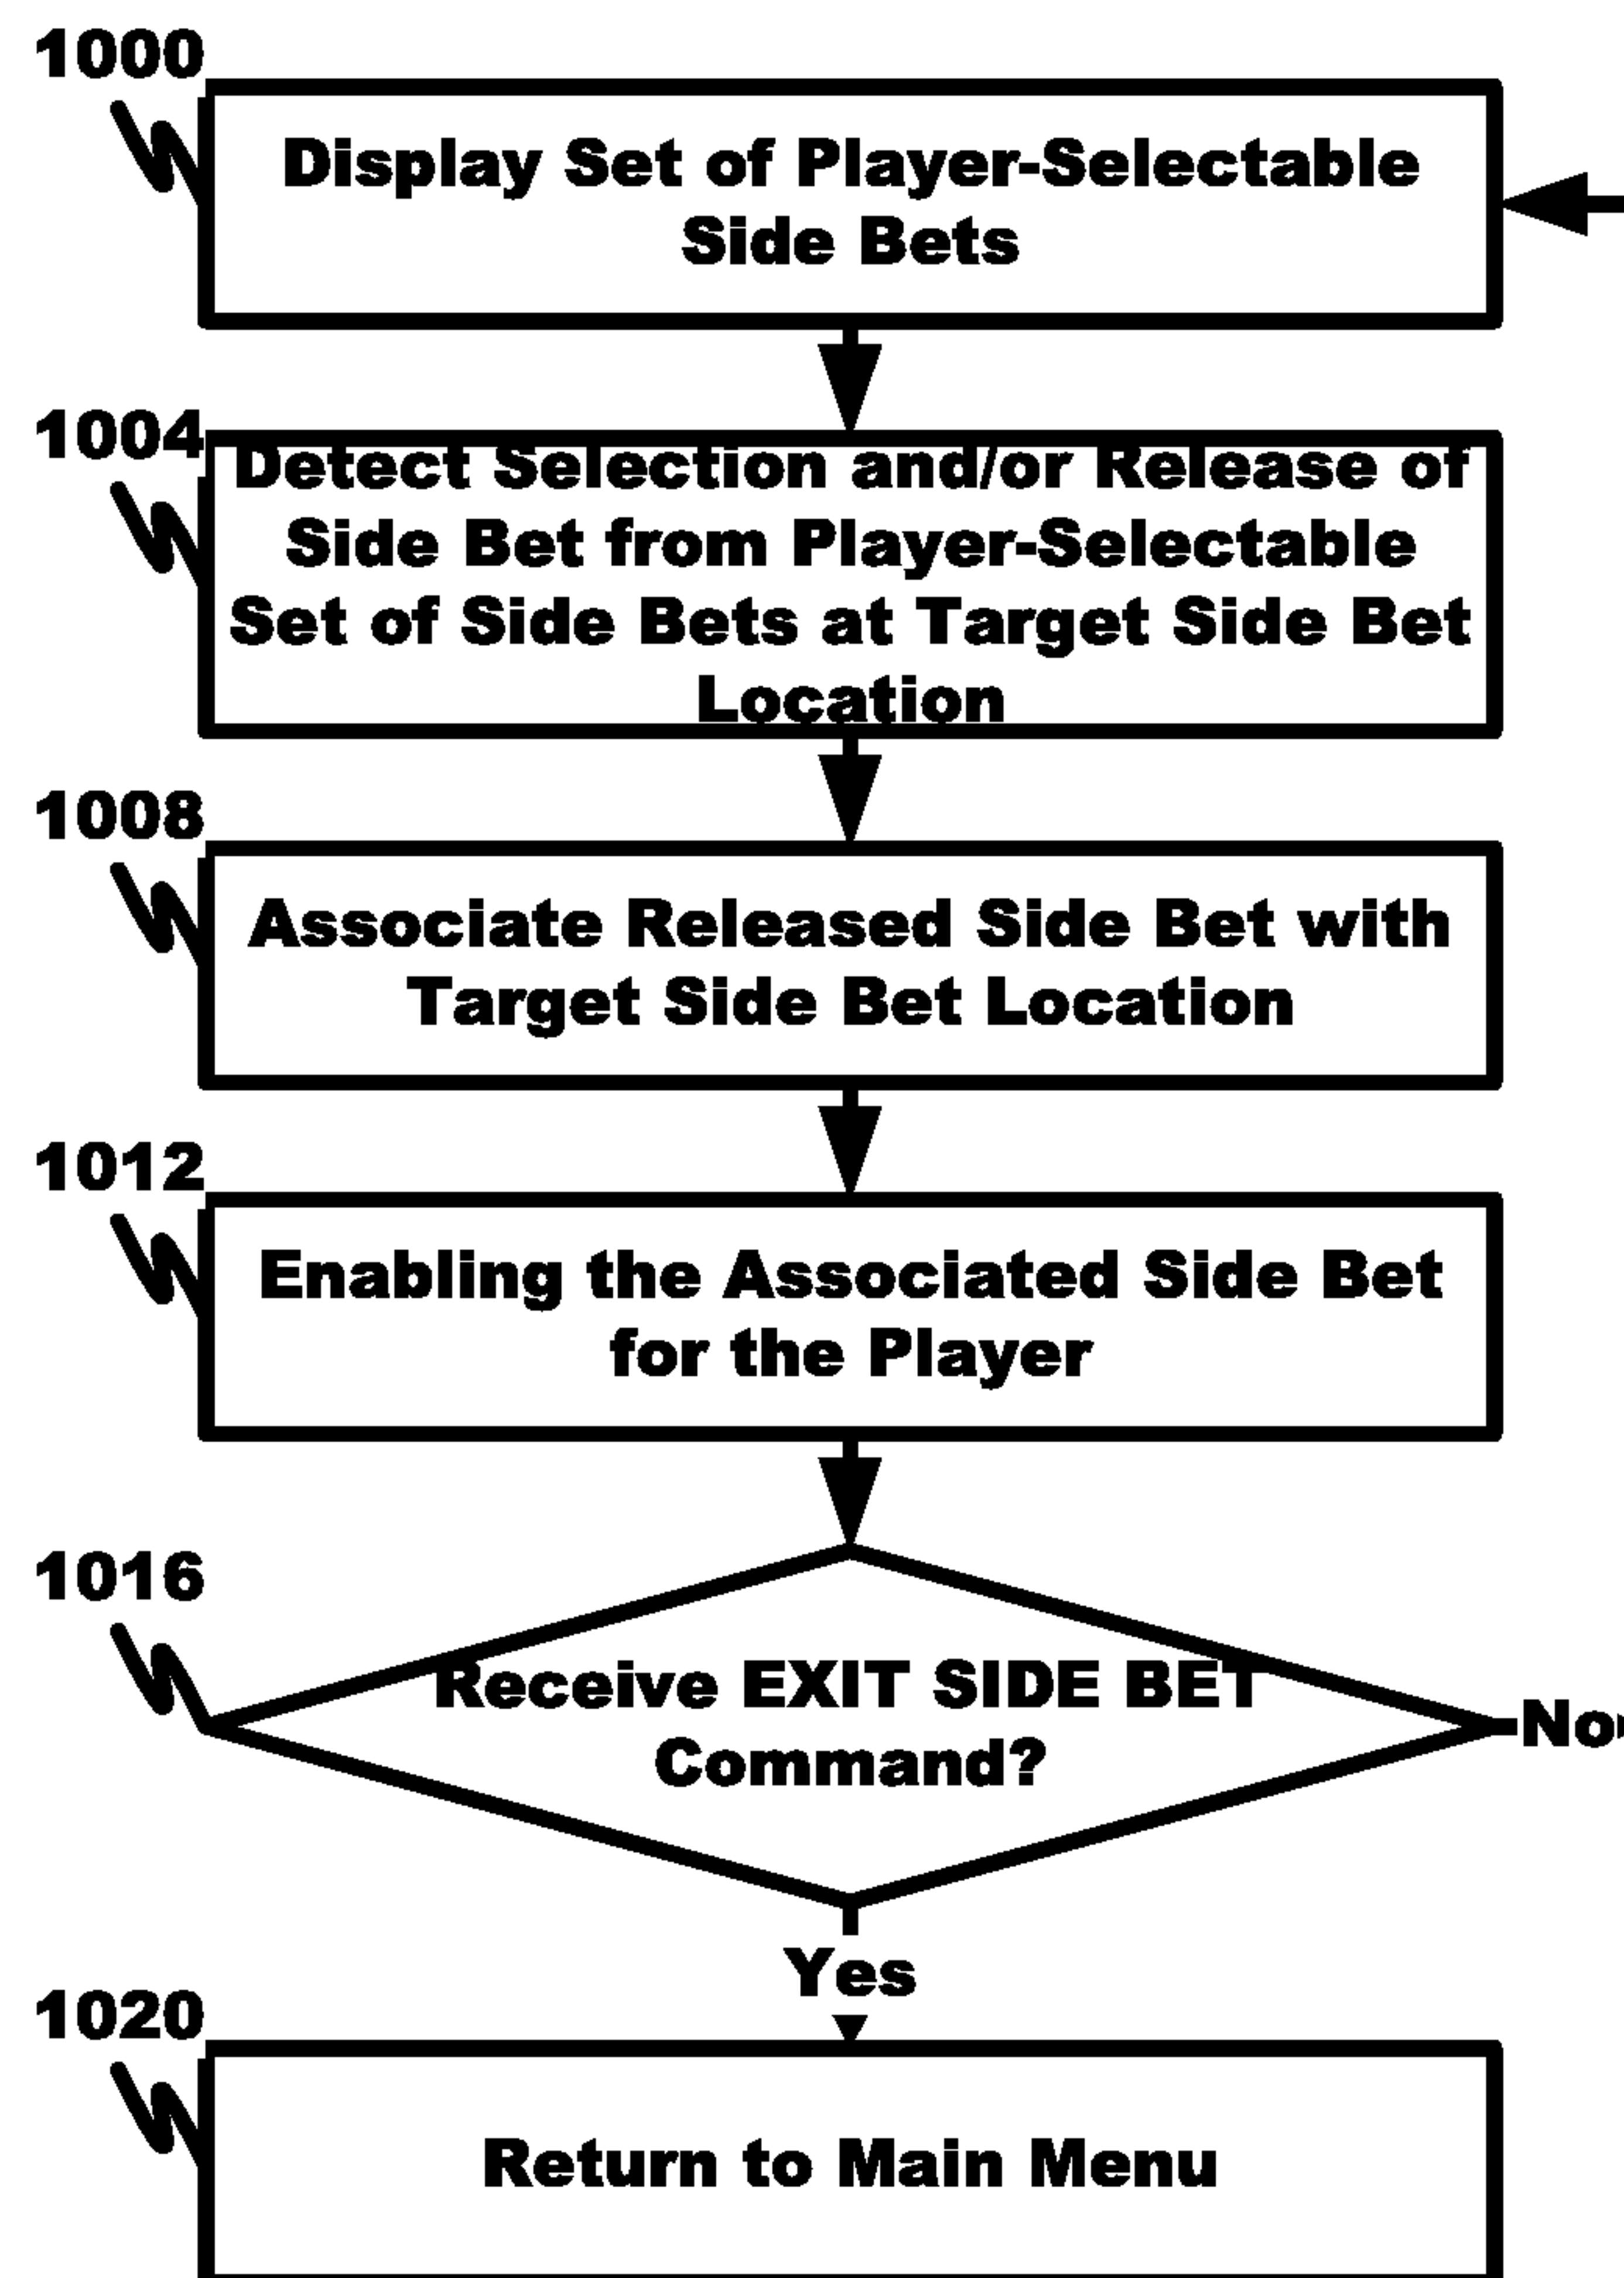 1000
Display Set of Player-Selectable
Side Bets
1004
Detect Selection and/or Release of
Side Bet from Player-Selectable
Set of Side Bets at Target Side Bet
Location
1008
Associate Released Side Bet with
Target Side Bet Location
1012
Enabling the Associated Side Bet
for the Player
1016
Receive EXIT SIDE BET
Command?
No
Yes
1020
Return to Main Menu